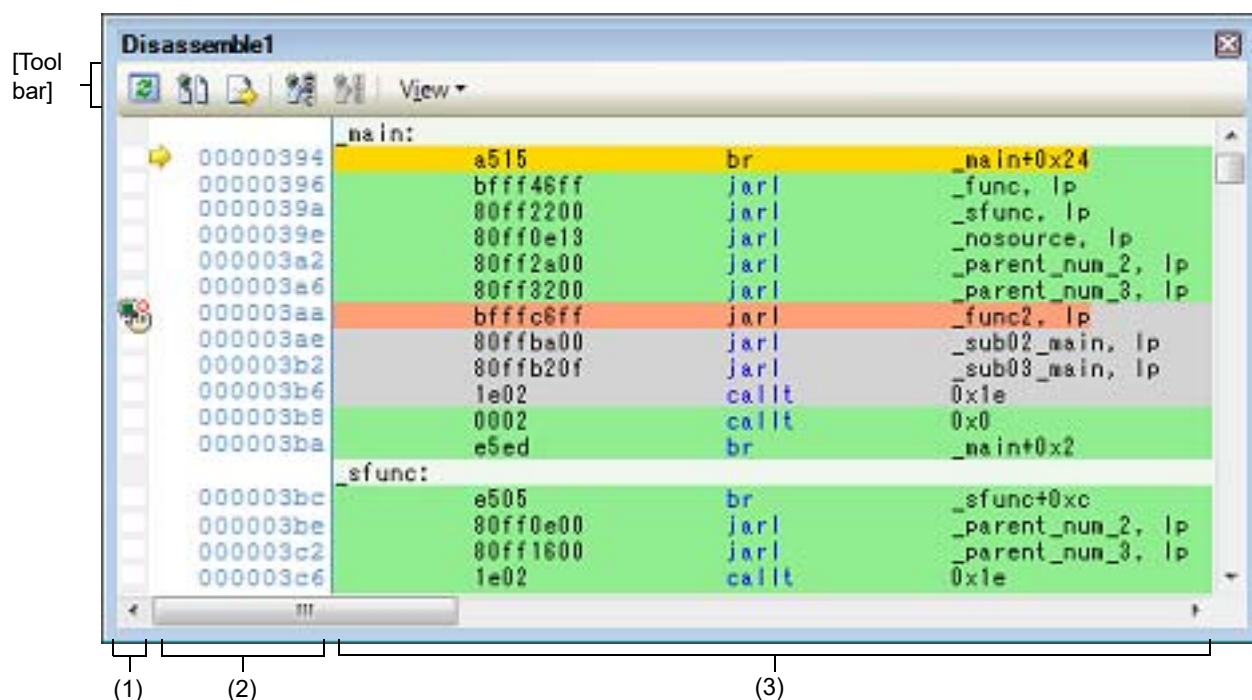 Disassemble1
[Tool
bar]
View
_main:
00000394 a515 br _main+0x24
00000396 bfff46ff jarl _func, lp
0000039a 80ff2200 jarl _sfunc, lp
0000039e 80ff0e13 jarl _nosource, lp
000003a2 80ff2a00 jarl _parent_num_2, lp
000003a6 80ff3200 jarl _parent_num_3, lp
000003aa bfffc6ff jarl _func2, lp
000003ae 80ffba00 jarl _sub02_main, lp
000003b2 80ffb20f jarl _sub03_main, lp
000003b6 1e02 callt 0x1e
000003b8 0002 callt 0x0
000003ba e5ed br _main+0x2
_sfunc:
000003bc e505 br _sfunc+0xc
000003be 80ff0e00 jarl _parent_num_2, lp
000003c2 80ff1600 jarl _parent_num_3, lp
000003c6 1e02 callt 0x1e
(1) (2) (3)